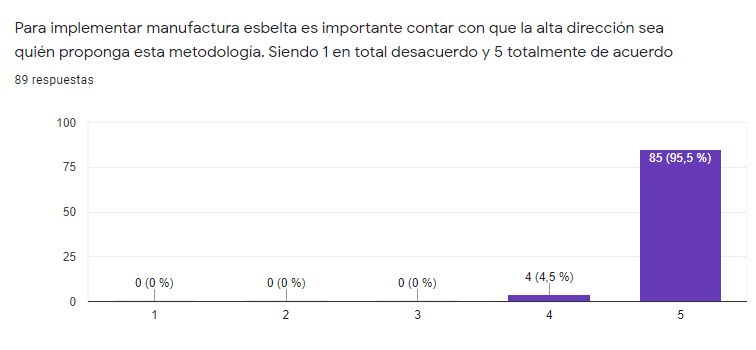 Para implementar manufactura esbelta es importante contar con que la alta dirección sea
quién proponga esta metodología. Siendo 1 en total desacuerdo y 5 totalmente de acuerdo
89 respuestas
100
75
50
25
0
0 (0 %)
0 (0 %)
0 (0 %)
4 (4,5 %)
85 (95,5 %)
1
2
3
4
5